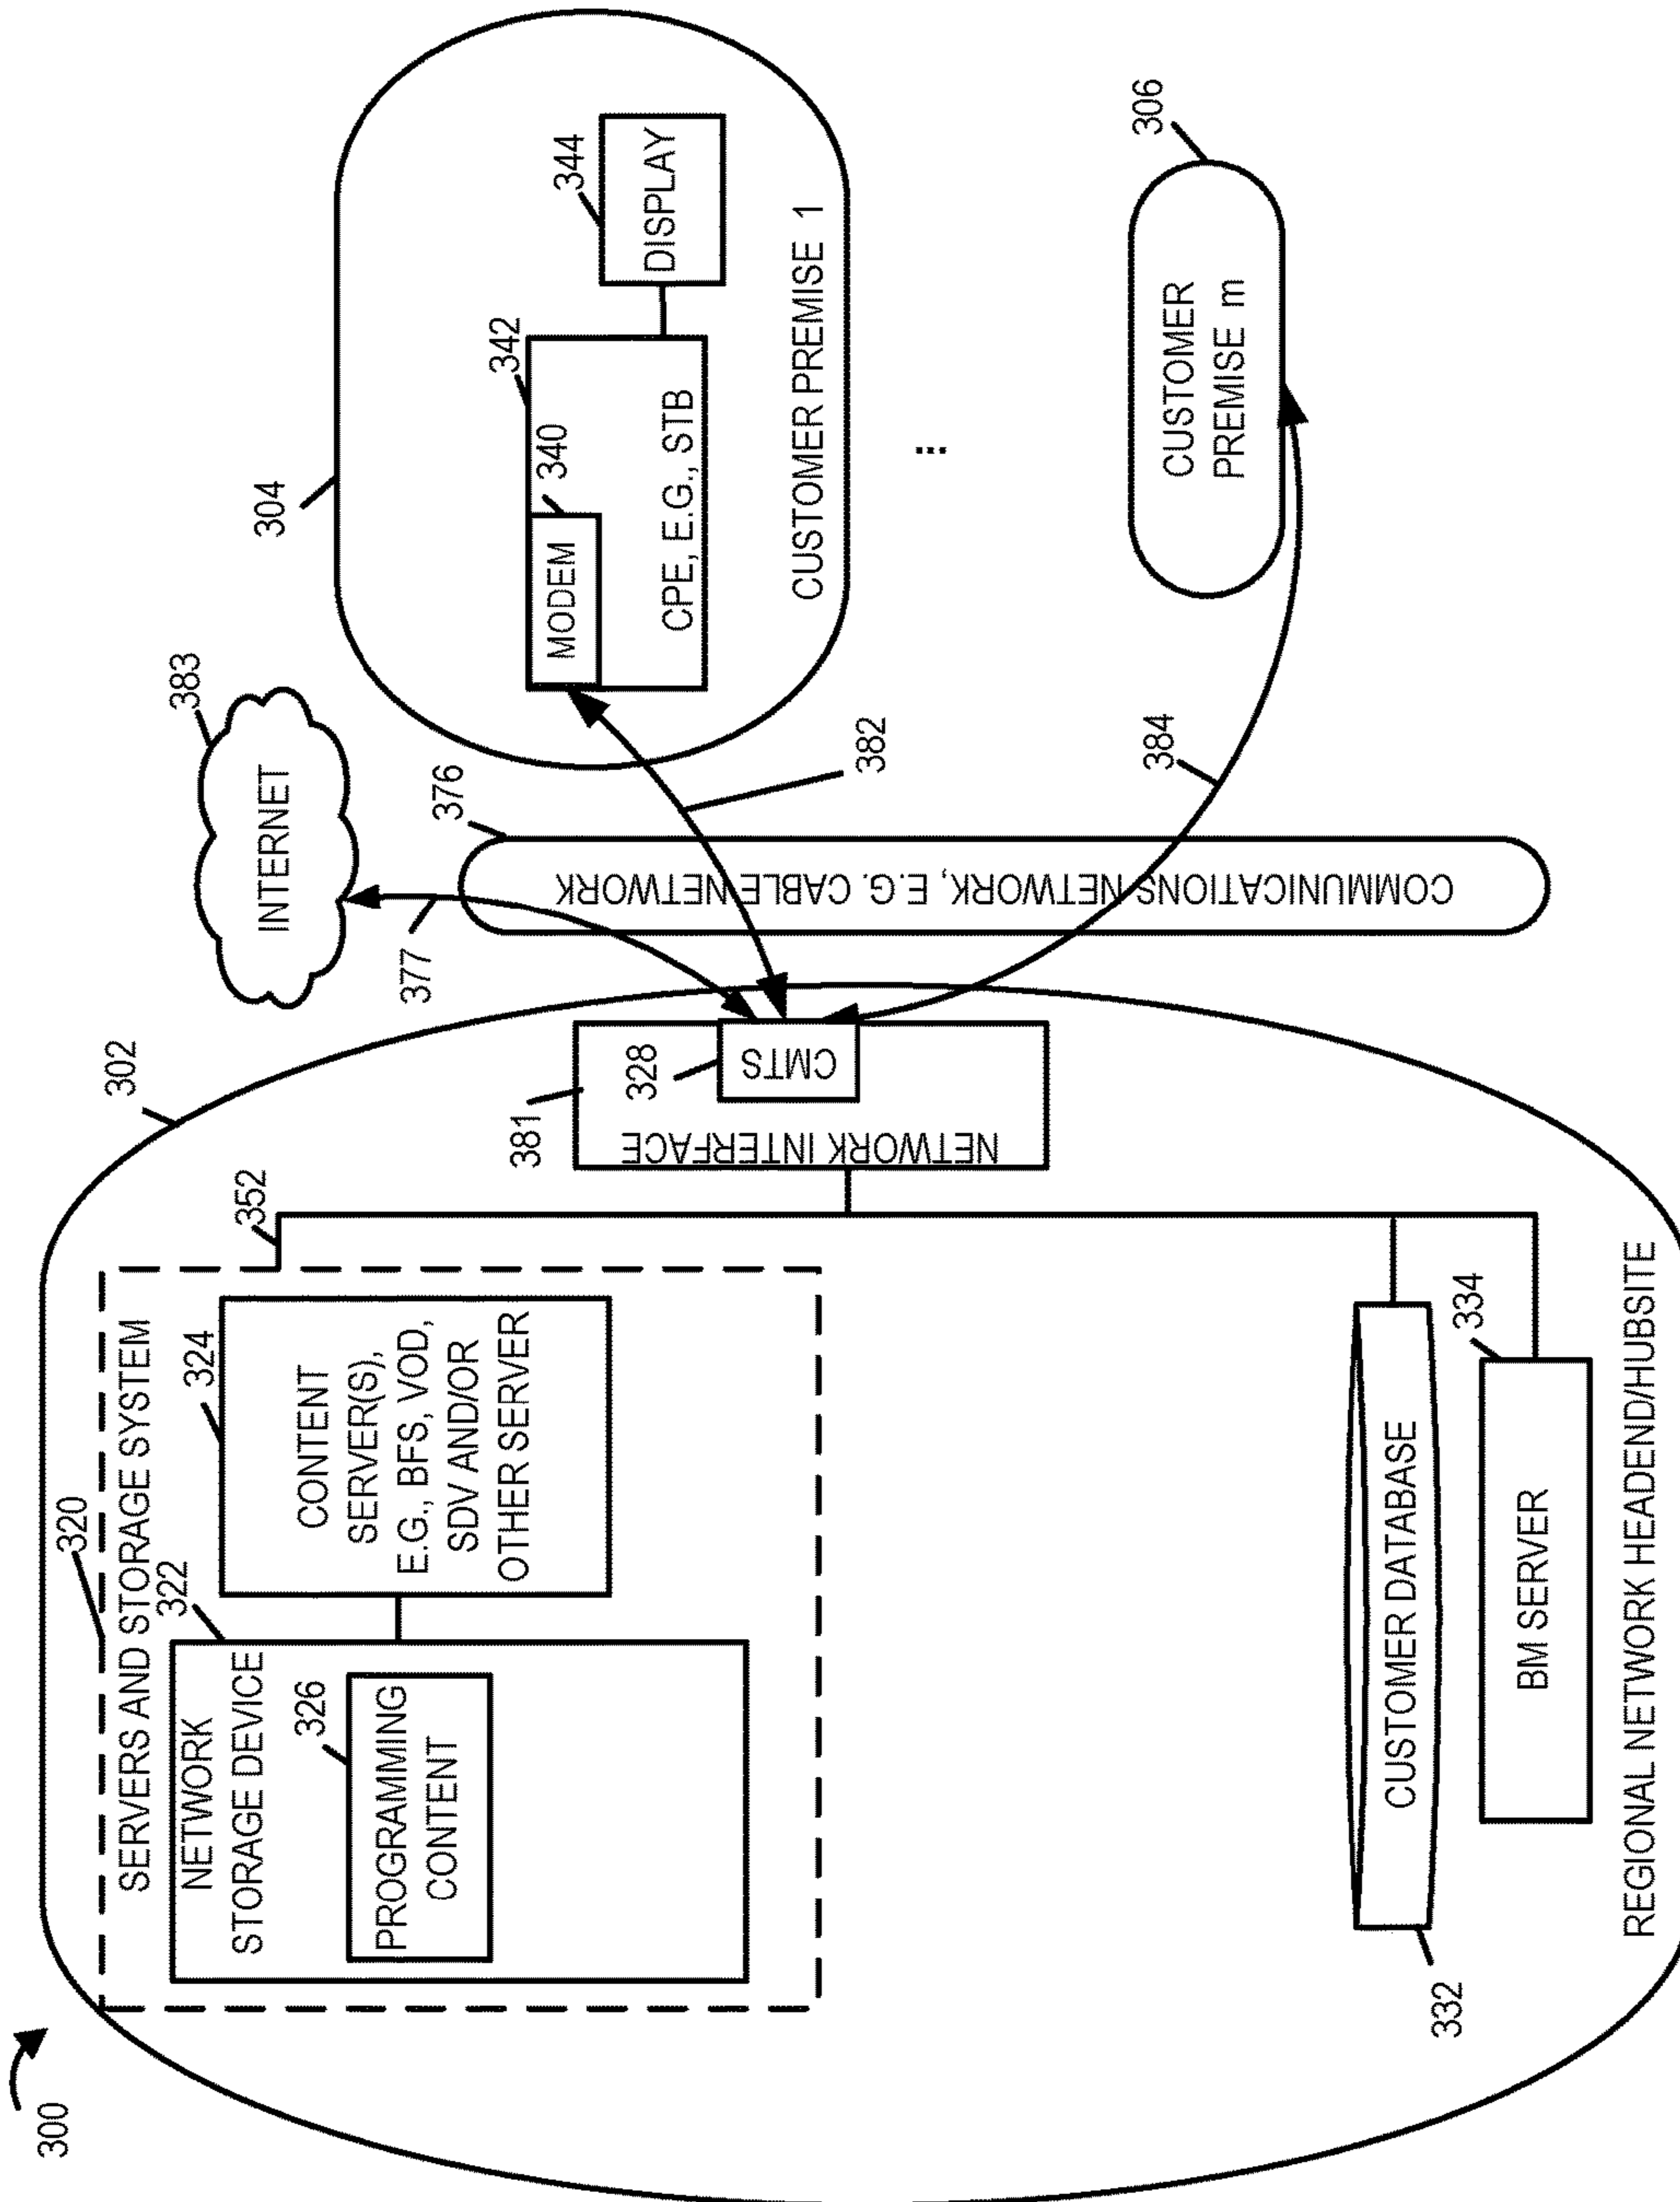 300
302
320
SERVERS AND STORAGE SYSTEM
322
NETWORK
STORAGE DEVICE
326
PROGRAMMING
CONTENT
324
CONTENT
SERVER(S),
E.G., BFS, VOD,
SDV AND/OR
OTHER SERVER
352
381
NETWORK INTERFACE
328
CMTS
332
CUSTOMER DATABASE
334
BM SERVER
REGIONAL NETWORK HEADEND/HUBSITE
377
INTERNET
383
376
COMMUNICATIONS NETWORK, E.G. CABLE NETWORK
382
384
304
342
340
MODEM
CPE, E.G., STB
344
DISPLAY
CUSTOMER PREMISE 1
...
306
CUSTOMER
PREMISE m